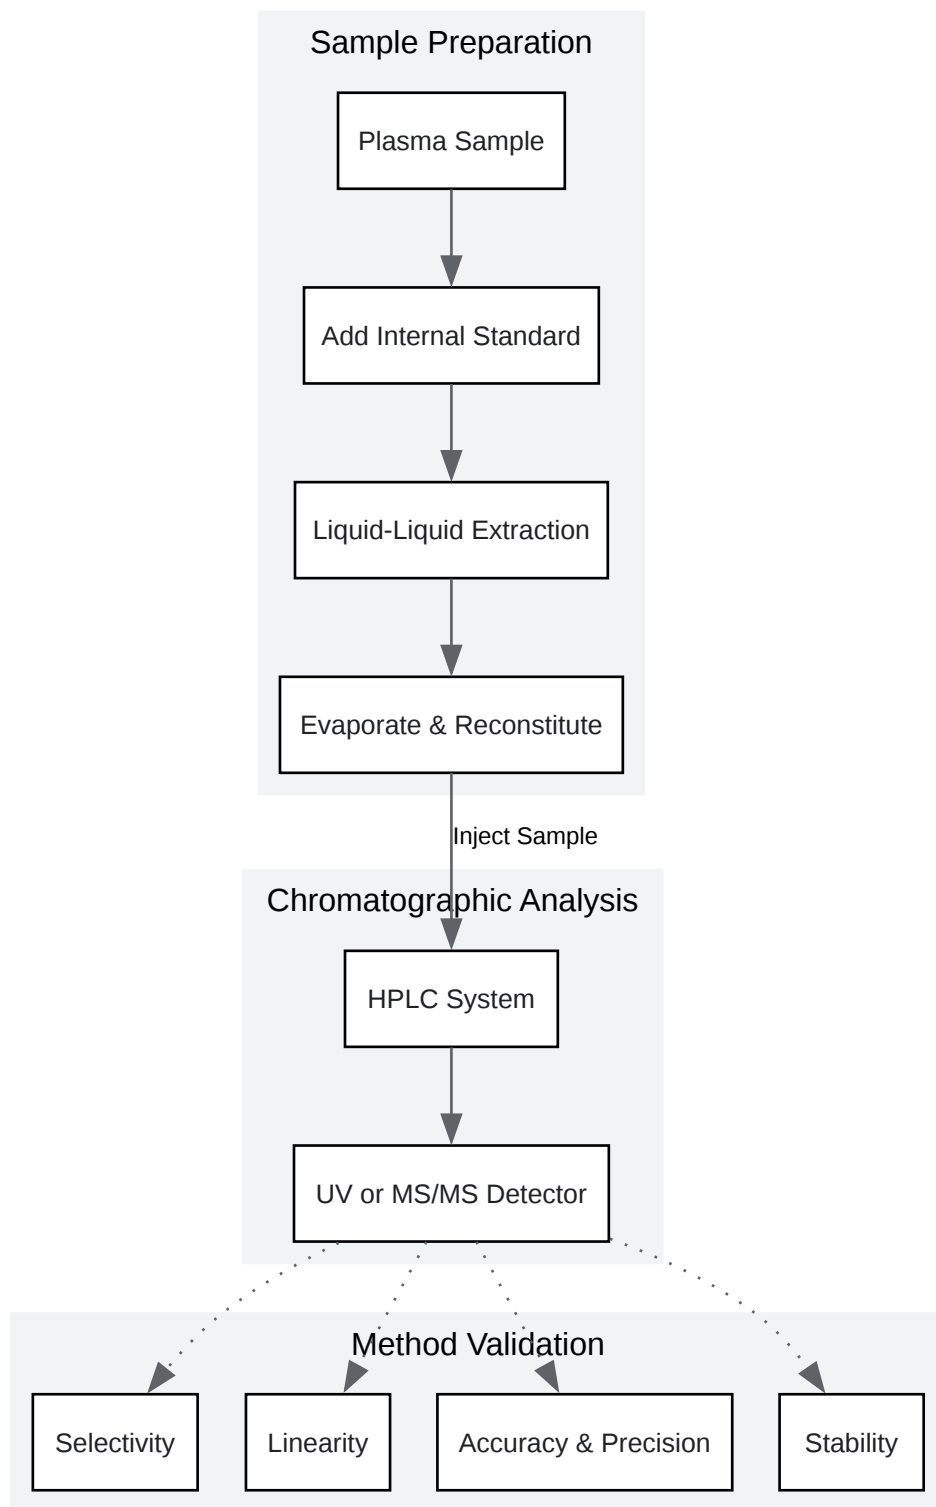 Sample Preparation
Plasma Sample
Add Internal Standard
Liquid-Liquid Extraction
Evaporate & Reconstitute
Inject Sample
Chromatographic Analysis
HPLC System
UV or MS/MS Detector
Method Validation
Selectivity
Linearity
Accuracy & Precision
Stability